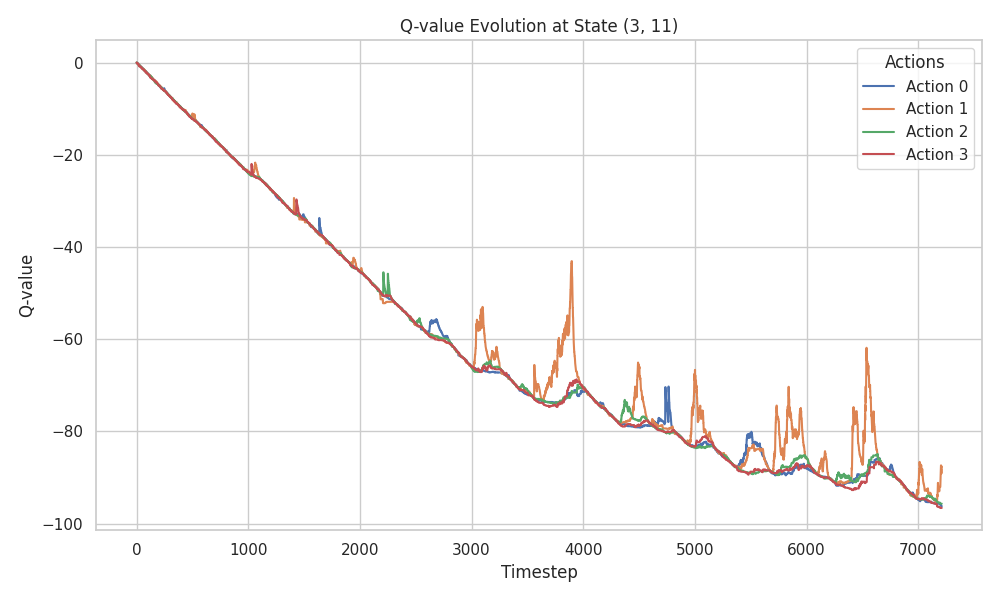 Q-value Evolution at State (3, 11)
Actions
Action 0
Action 1
Action 2
Action 3
Q-value
0
−20
−40
−60
−80
−100
0 1000 2000 3000 4000 5000 6000 7000
Timestep